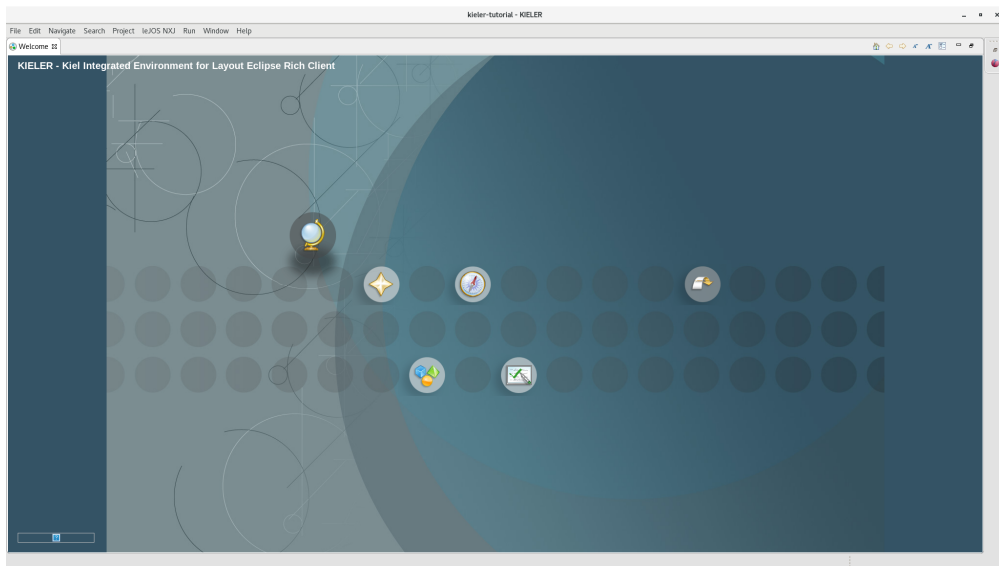 kieler-tutorial - KIELER
File Edit Navigate Search Project leJOS NXJ Run Window Help
Welcome
KIELER - Kiel Integrated Environment for Layout Eclipse Rich Client